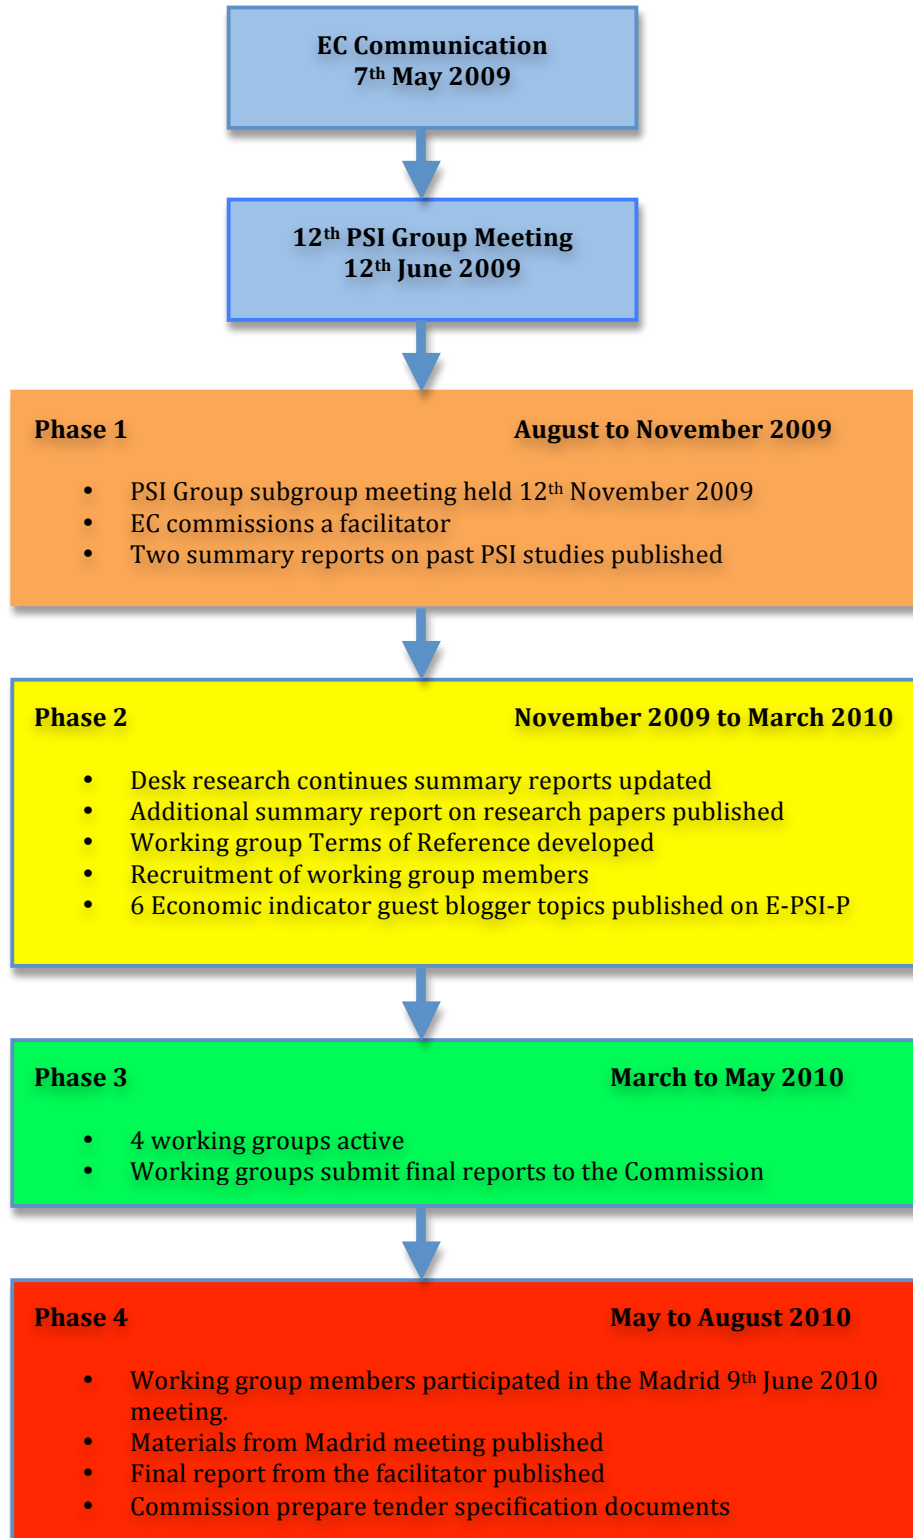 EC Communication
7th May 2009
12th PSI Group Meeting
12th June 2009
Phase 1 August to November 2009
• PSI Group subgroup meeting held 12th November 2009
• EC commissions a facilitator
• Two summary reports on past PSI studies published
Phase 2 November 2009 to March 2010
• Desk research continues summary reports updated
• Additional summary report on research papers published
• Working group Terms of Reference developed
• Recruitment of working group members
• 6 Economic indicator guest blogger topics published on E-PSI-P
Phase 3 March to May 2010
• 4 working groups active
• Working groups submit final reports to the Commission
Phase 4 May to August 2010
• Working group members participated in the Madrid 9th June 2010
meeting.
• Materials from Madrid meeting published
• Final report from the facilitator published
• Commission prepare tender specification documents